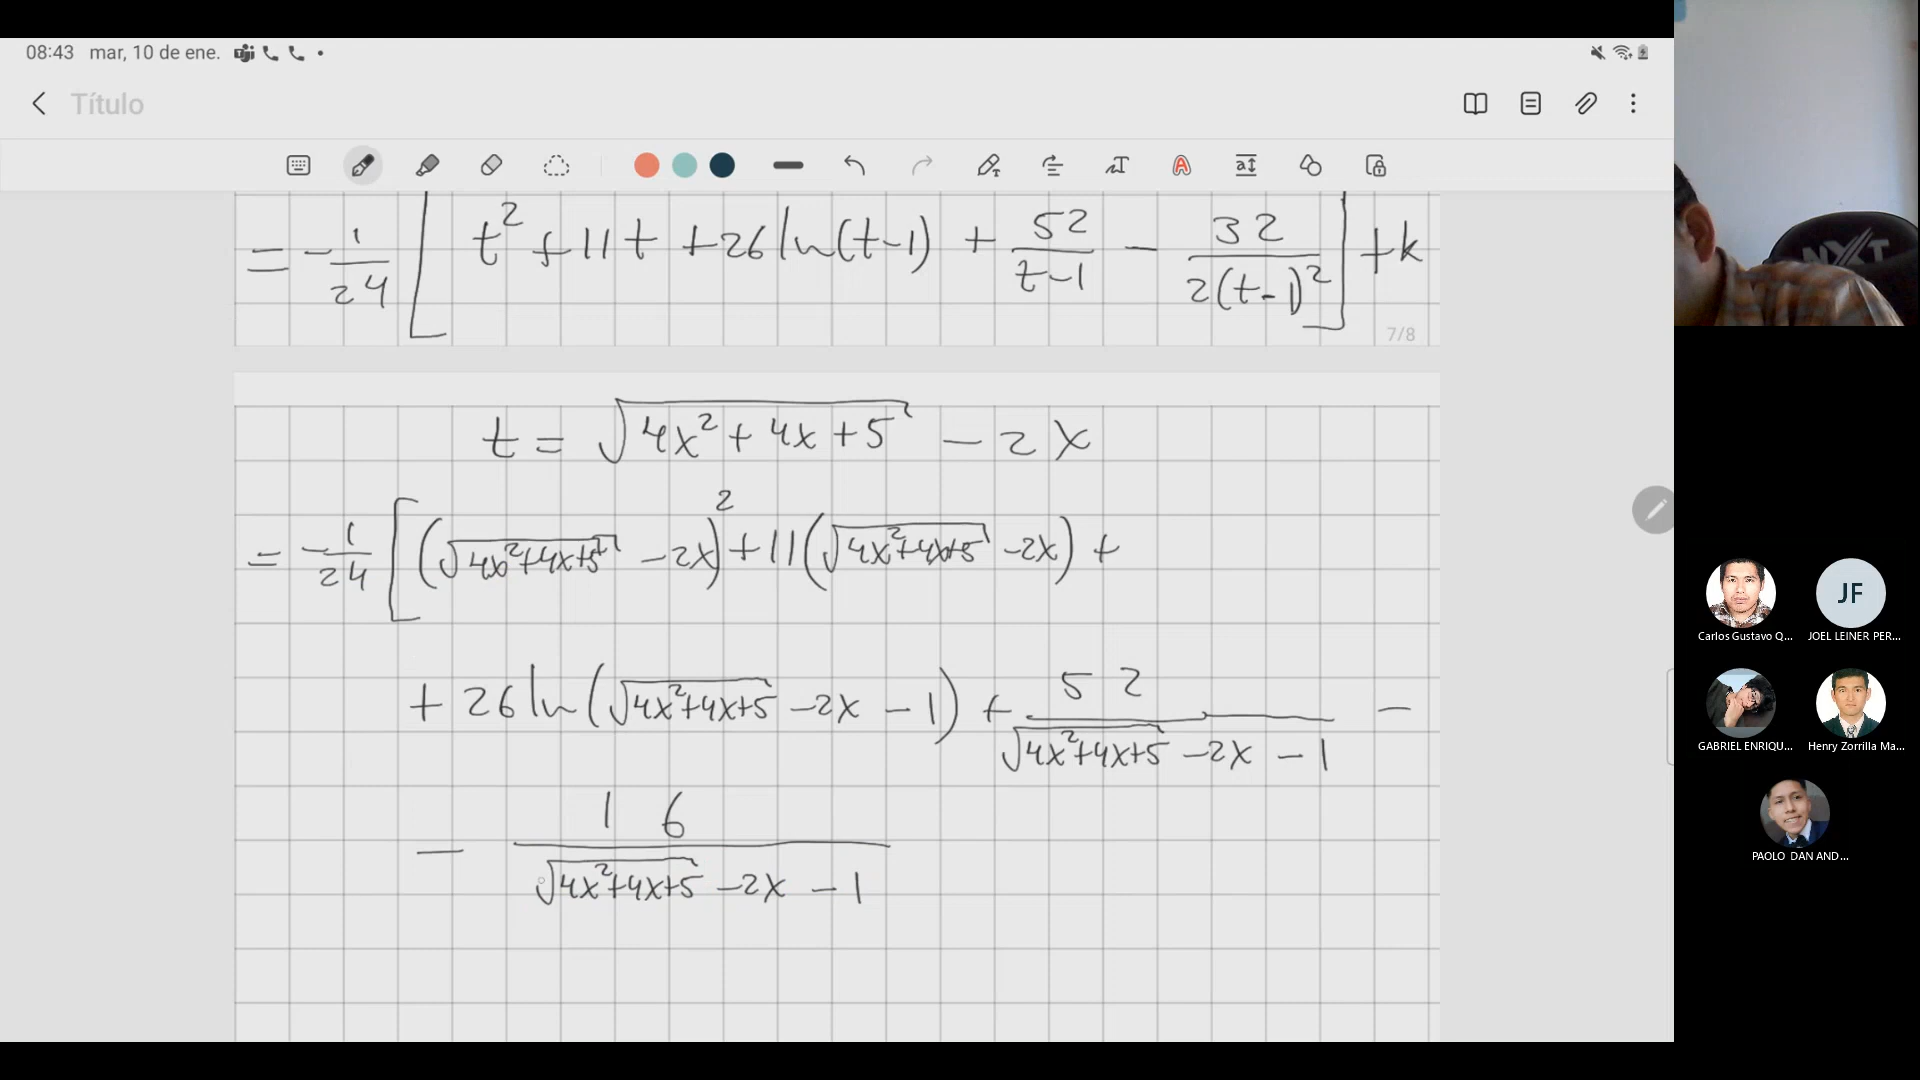 08:43 mar, 10 de ene.
Título
= -1/24 [ t² + 11t + 26 ln(t-1) + 52/(t-1) - 32/(2(t-1)²) ] + k
7/8
t = √(4x² + 4x + 5) - 2x
= -1/24 [ (√(4x²+4x+5) - 2x)² + 11(√(4x²+4x+5) - 2x) +
+ 26 ln(√(4x²+4x+5) - 2x - 1) + 52/(√(4x²+4x+5) - 2x - 1) -
- 16/(√(4x²+4x+5) - 2x - 1)
NXT
JF
Carlos Gustavo Q... JOEL LEINER PER...
GABRIEL ENRIQU... Henry Zorrilla Ma...
PAOLO DAN AND...